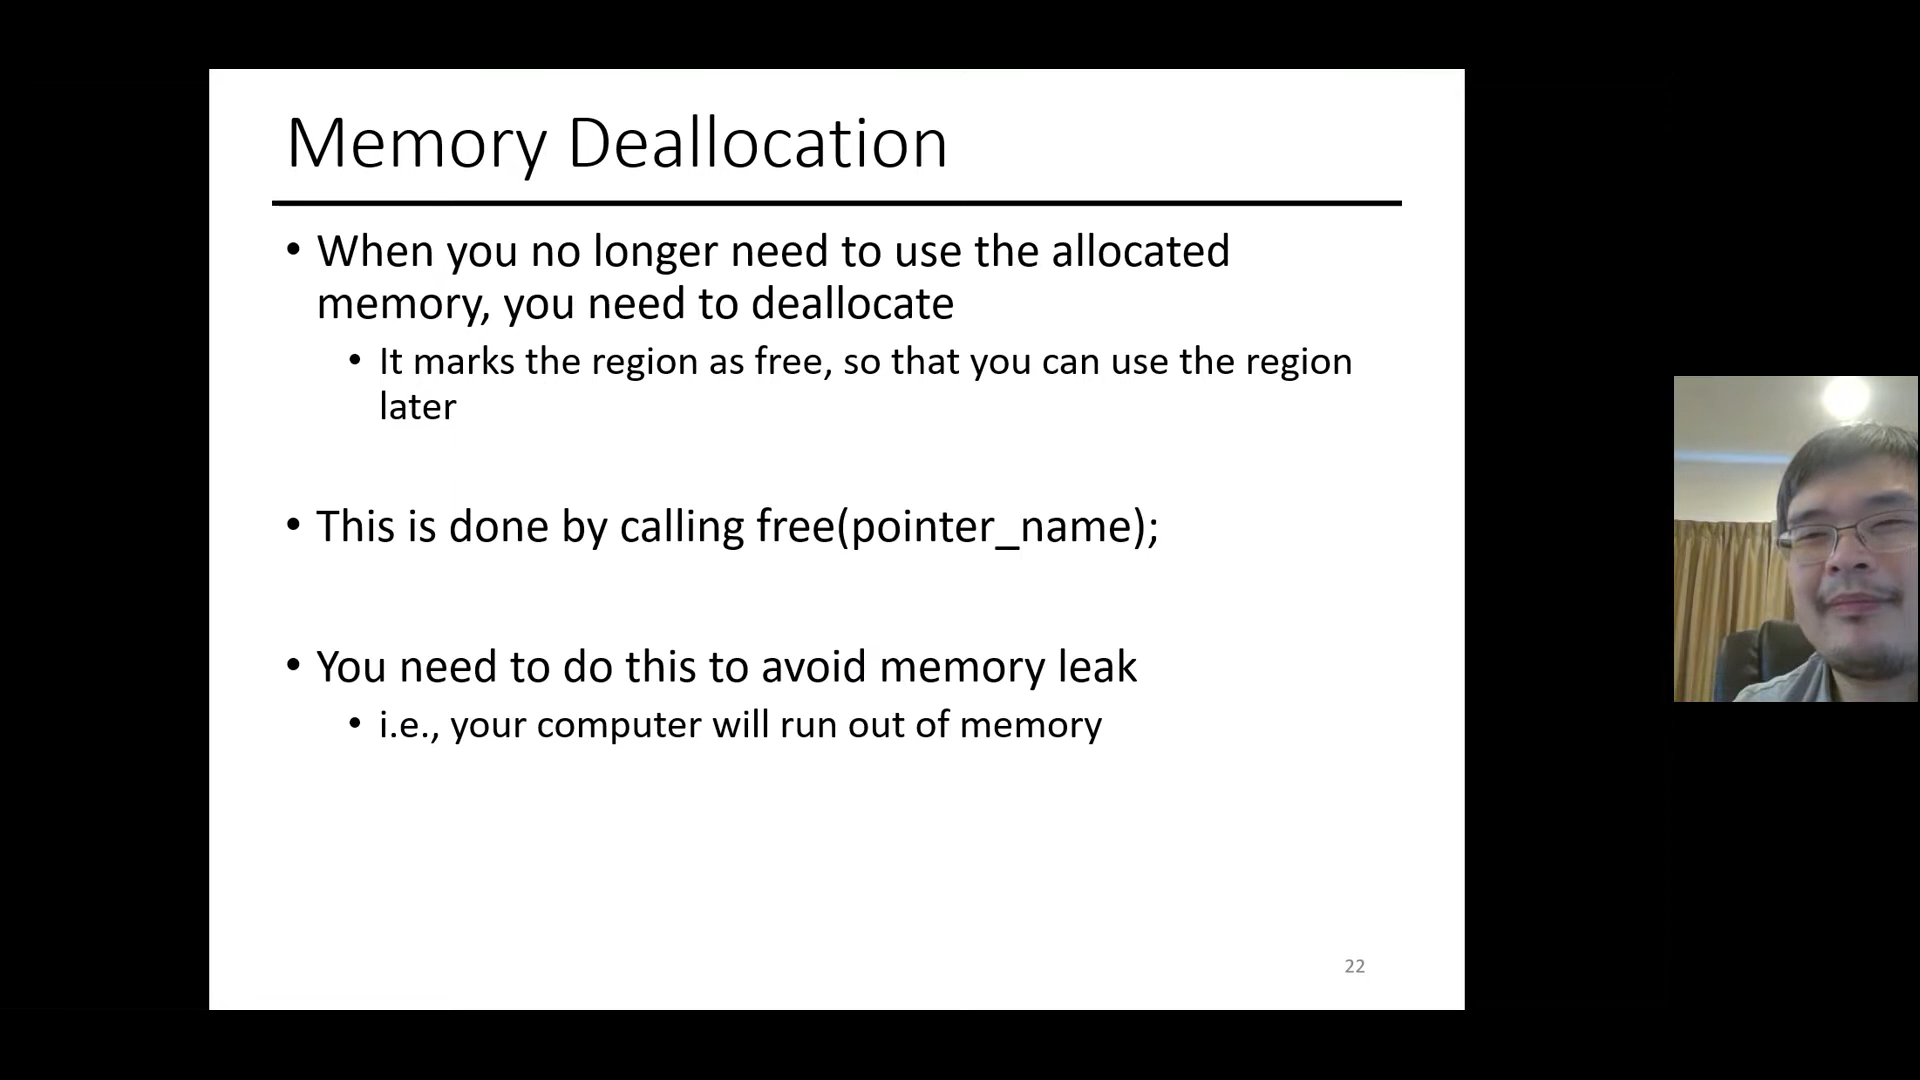 Memory Deallocation
• When you no longer need to use the allocated
memory, you need to deallocate
• It marks the region as free, so that you can use the region
later
• This is done by calling free(pointer_name);
• You need to do this to avoid memory leak
• i.e., your computer will run out of memory
22